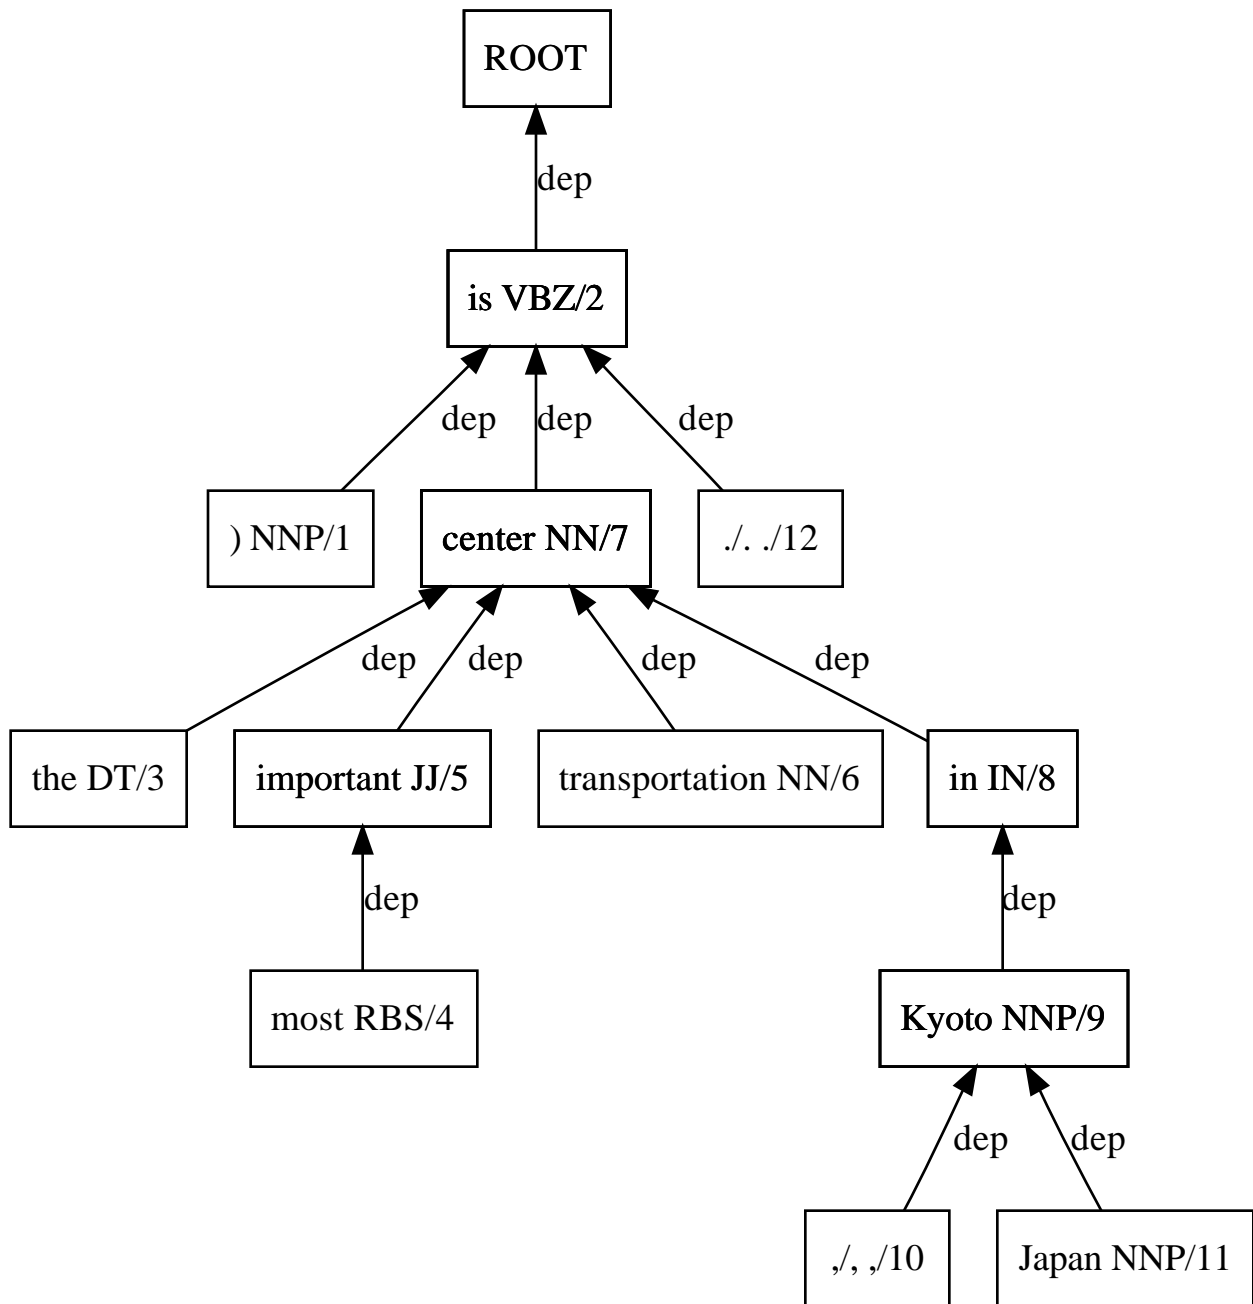 ROOT
dep
is VBZ/2
dep dep dep
) NNP/1 center NN/7 ./. ./12
dep dep dep dep
the DT/3 important JJ/5 transportation NN/6 in IN/8
dep dep
most RBS/4 Kyoto NNP/9
dep dep
,/, ,/10 Japan NNP/11